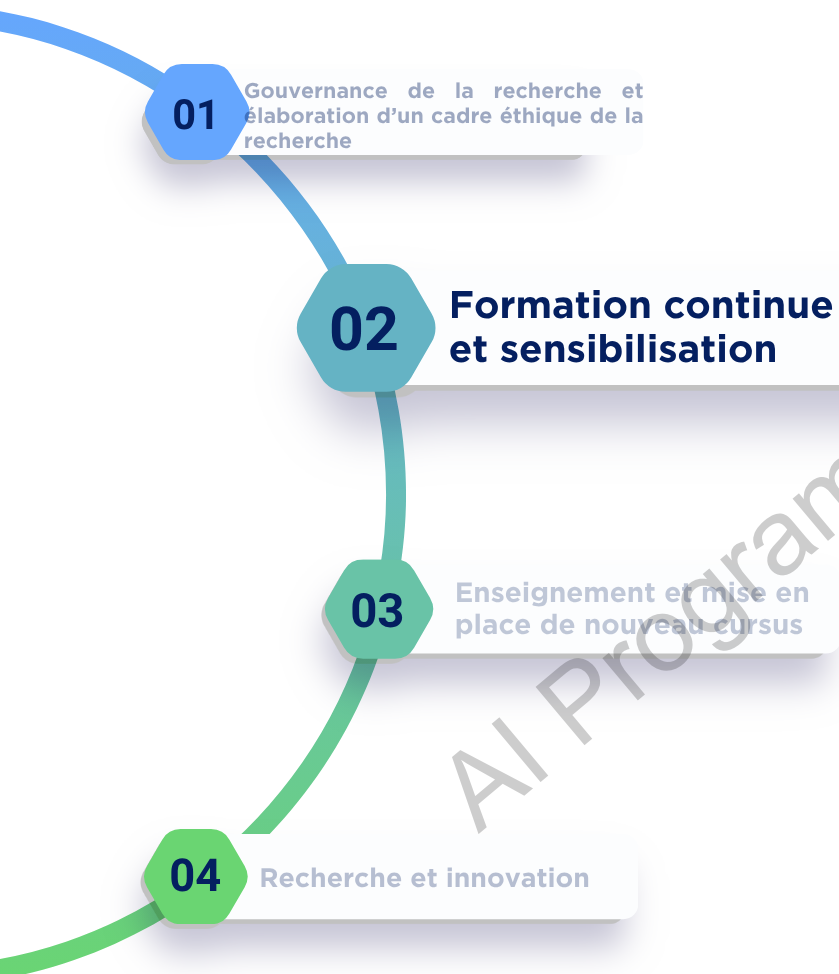 01
Gouvernance de la recherche et
élaboration d’un cadre éthique de la
recherche
02
Formation continue
et sensibilisation
03
Enseignement et mise en
place de nouveau cursus
04
Recherche et innovation
AI Program